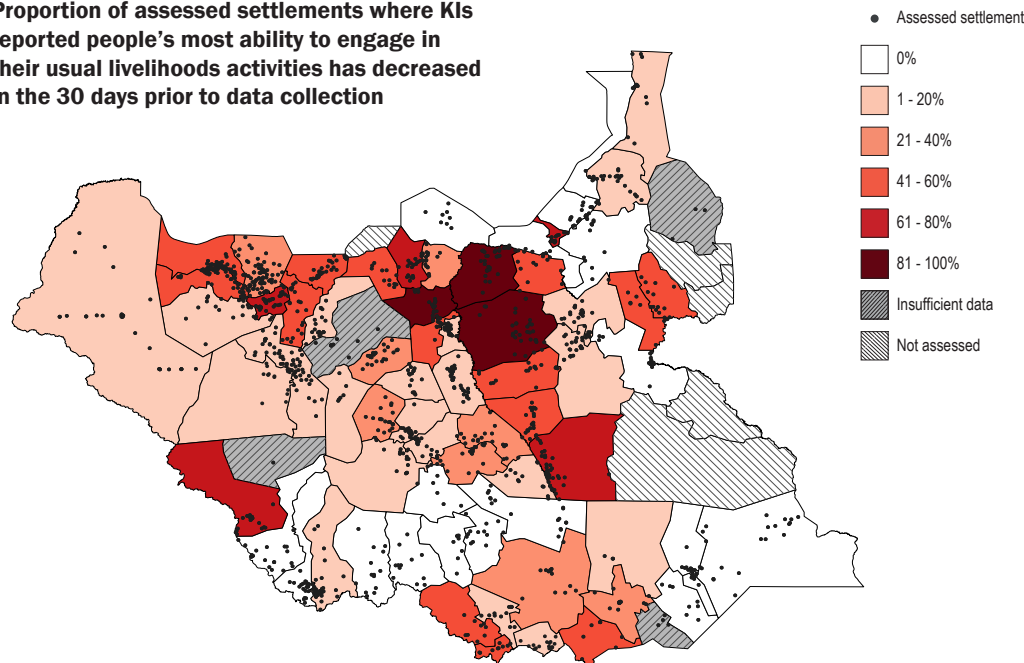 Proportion of assessed settlements where KIs
reported people's most ability to engage in
their usual livelihoods activities has decreased
in the 30 days prior to data collection
Assessed settlement
0%
1 - 20%
21 - 40%
41 - 60%
61 - 80%
81 - 100%
Insufficient data
Not assessed